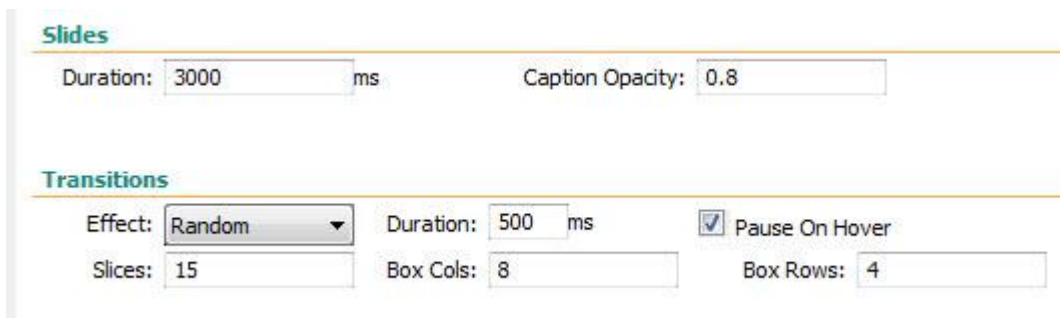 Slides
Duration: 3000 ms Caption Opacity: 0.8
Transitions
Effect: Random Duration: 500 ms Pause On Hover
Slices: 15 Box Cols: 8 Box Rows: 4